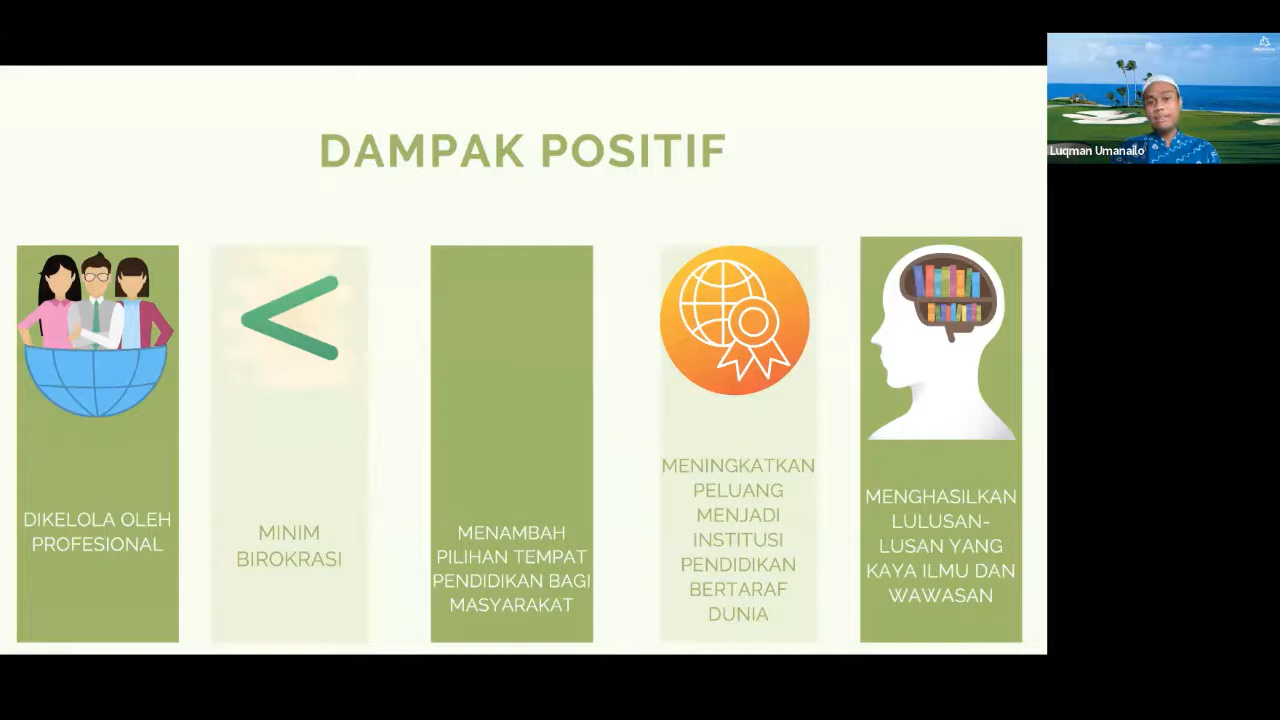 DAMPAK POSITIF
DIKELOLA OLEH
PROFESIONAL
MINIM
BIROKRASI
MENAMBAH
PILIHAN TEMPAT
PENDIDIKAN BAGI
MASYARAKAT
MENINGKATKAN
PELUANG
MENJADI
INSTITUSI
PENDIDIKAN
BERTARAF
DUNIA
MENGHASILKAN
LULUSAN-
LUSAN YANG
KAYA ILMU DAN
WAWASAN
Luqman Umanailo